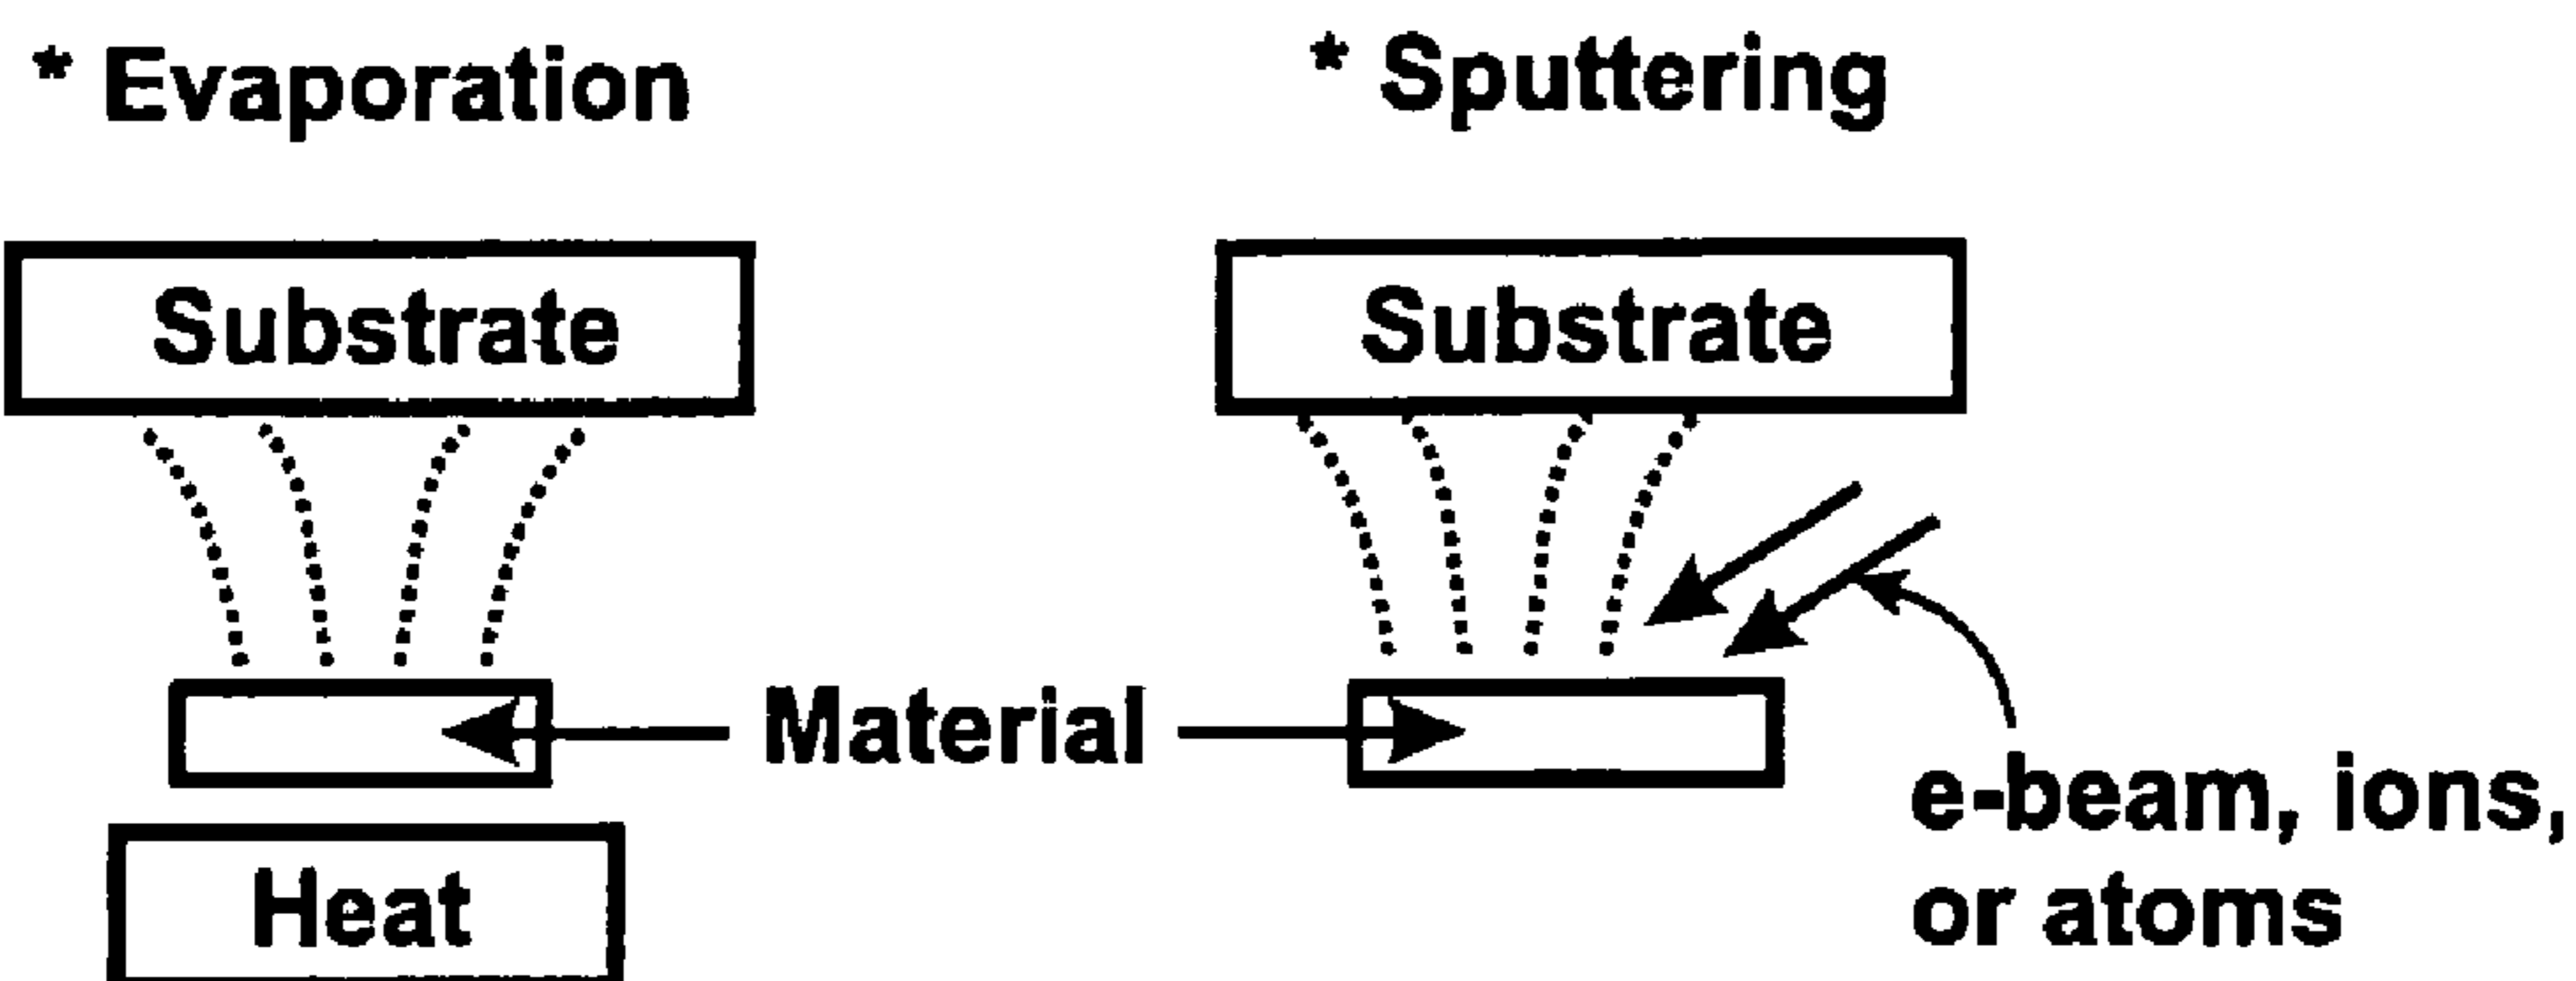 * Evaporation
* Sputtering
Substrate
Substrate
Material
Heat
e-beam, ions,
or atoms